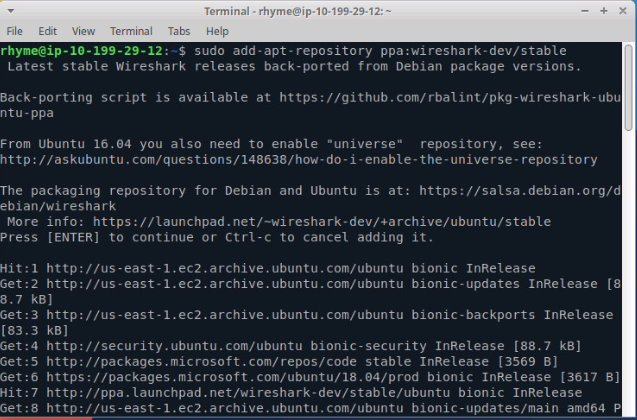 Terminal - rhyme@ip-10-199-29-12: ~
File Edit View Terminal Tabs Help
rhyme@ip-10-199-29-12:~$ sudo add-apt-repository ppa:wireshark-dev/stable
Latest stable Wireshark releases back-ported from Debian package versions.
Back-porting script is available at https://github.com/rbalint/pkg-wireshark-ubu
ntu-ppa
From Ubuntu 16.04 you also need to enable "universe"  repository, see:
http://askubuntu.com/questions/148638/how-do-i-enable-the-universe-repository
The packaging repository for Debian and Ubuntu is at: https://salsa.debian.org/d
ebian/wireshark
More info: https://launchpad.net/~wireshark-dev/+archive/ubuntu/stable
Press [ENTER] to continue or Ctrl-c to cancel adding it.
Hit:1 http://us-east-1.ec2.archive.ubuntu.com/ubuntu bionic InRelease
Get:2 http://us-east-1.ec2.archive.ubuntu.com/ubuntu bionic-updates InRelease [8
8.7 kB]
Get:3 http://us-east-1.ec2.archive.ubuntu.com/ubuntu bionic-backports InRelease
[83.3 kB]
Get:4 http://security.ubuntu.com/ubuntu bionic-security InRelease [88.7 kB]
Get:5 http://packages.microsoft.com/repos/code stable InRelease [3569 B]
Get:6 https://packages.microsoft.com/ubuntu/18.04/prod bionic InRelease [3617 B]
Hit:7 http://ppa.launchpad.net/wireshark-dev/stable/ubuntu bionic InRelease
Get:8 http://us-east-1.ec2.archive.ubuntu.com/ubuntu bionic-updates/main amd64 P